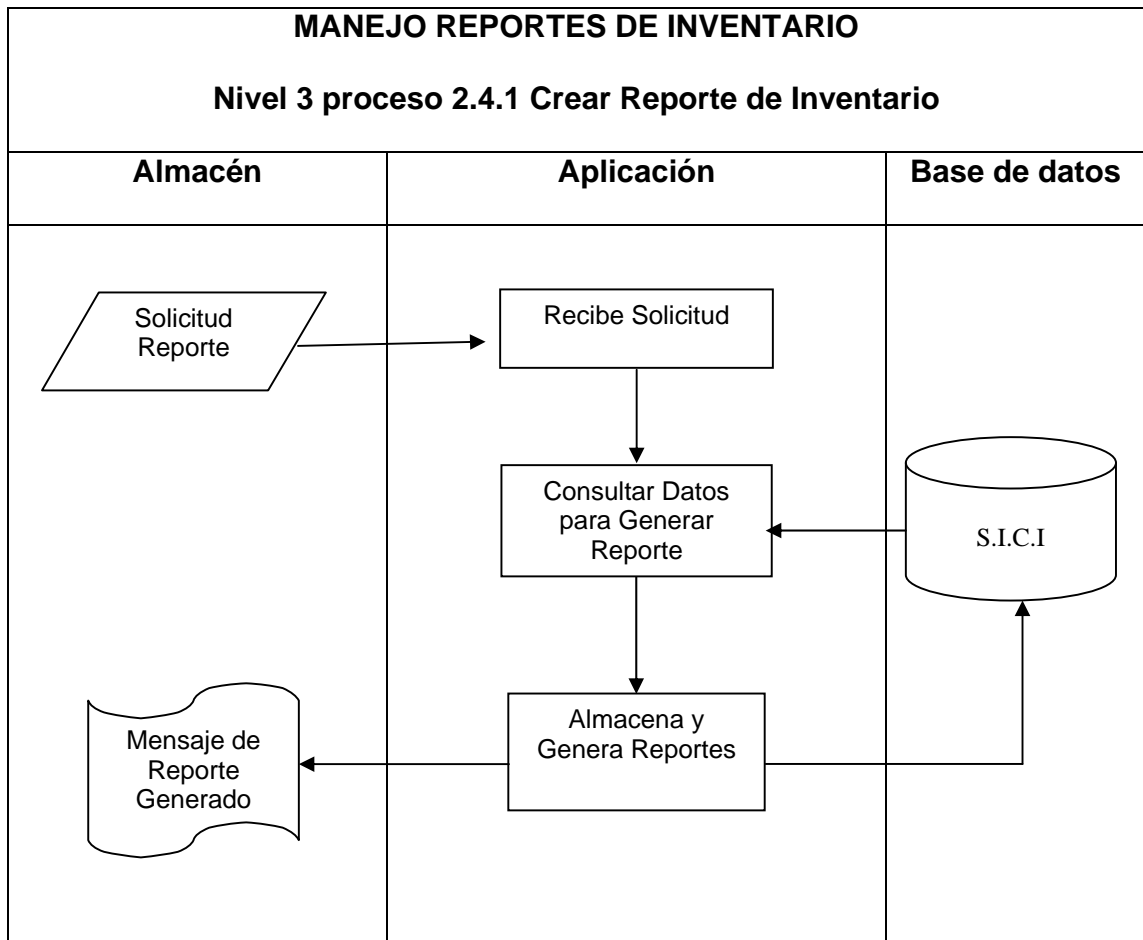 MANEJO REPORTES DE INVENTARIO
Nivel 3 proceso 2.4.1 Crear Reporte de Inventario
Almacén
Aplicación
Base de datos
Solicitud
Reporte
Recibe Solicitud
Consultar Datos
para Generar
Reporte
S.I.C.I
Almacena y
Genera Reportes
Mensaje de
Reporte
Generado